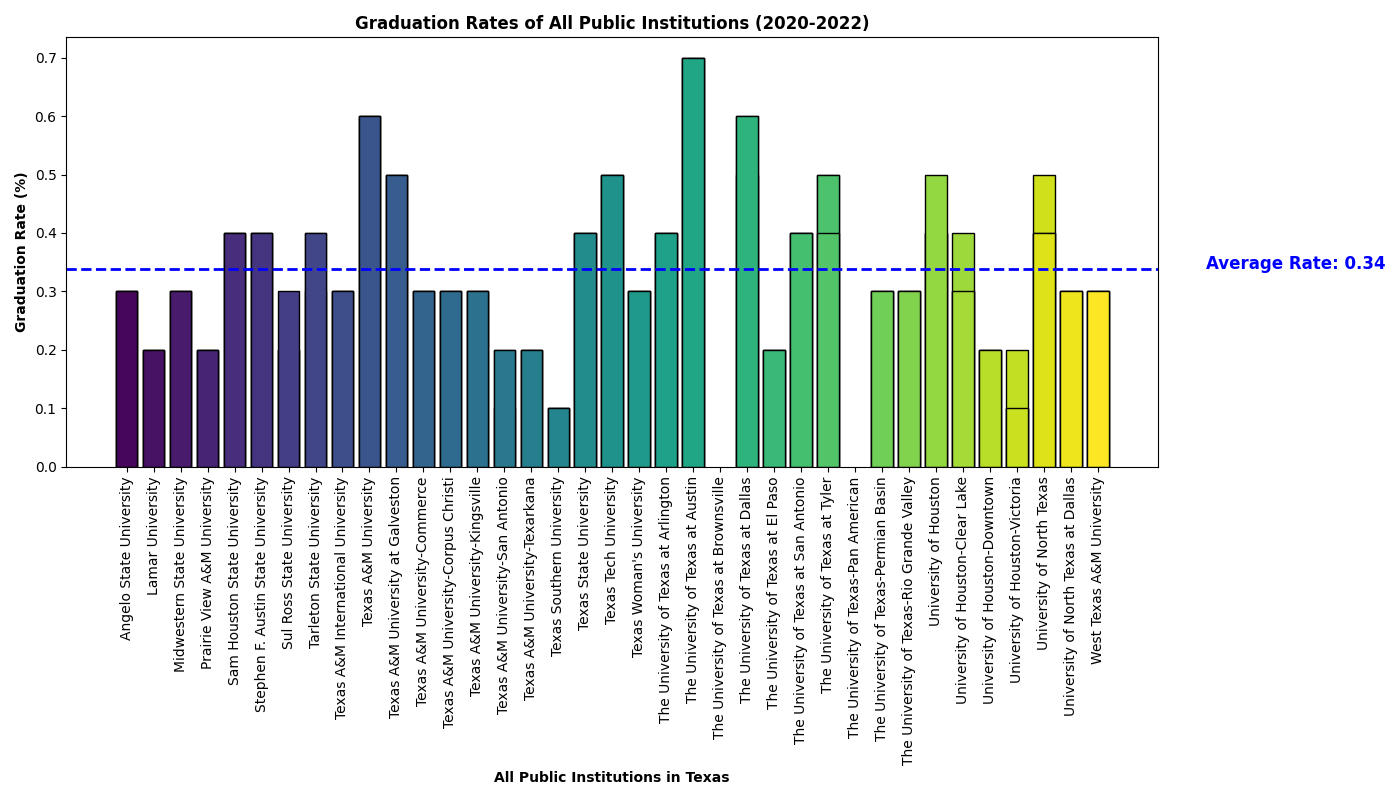 Graduation Rates of All Public Institutions (2020-2022)
Graduation Rate (%)
0.7
0.6
0.5
0.4
0.3
0.2
0.1
0.0
Average Rate: 0.34
Angelo State University
Lamar University
Midwestern State University
Prairie View A&M University
Sam Houston State University
Stephen F. Austin State University
Sul Ross State University
Tarleton State University
Texas A&M International University
Texas A&M University
Texas A&M University at Galveston
Texas A&M University-Commerce
Texas A&M University-Corpus Christi
Texas A&M University-Kingsville
Texas A&M University-San Antonio
Texas A&M University-Texarkana
Texas Southern University
Texas State University
Texas Tech University
Texas Woman's University
The University of Texas at Arlington
The University of Texas at Austin
The University of Texas at Brownsville
The University of Texas at Dallas
The University of Texas at El Paso
The University of Texas at San Antonio
The University of Texas at Tyler
The University of Texas-Pan American
The University of Texas-Permian Basin
The University of Texas-Rio Grande Valley
University of Houston
University of Houston-Clear Lake
University of Houston-Downtown
University of Houston-Victoria
University of North Texas
University of North Texas at Dallas
West Texas A&M University
All Public Institutions in Texas